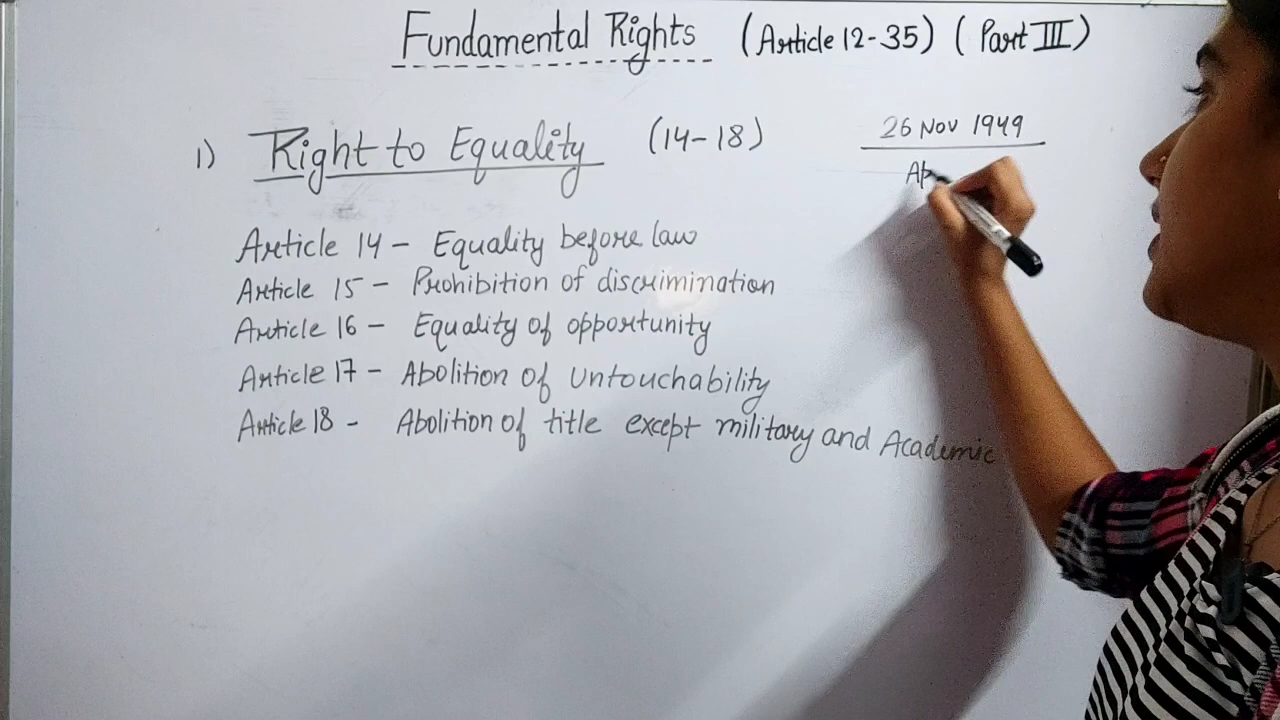 Fundamental Rights (Article 12-35) (Part III)
1) Right to Equality (14-18)
26 Nov 1949
Ap
Article 14 - Equality before law
Article 15 - Prohibition of discrimination
Article 16 - Equality of opportunity
Article 17 - Abolition of Untouchability
Article 18 - Abolition of title except military and Academic